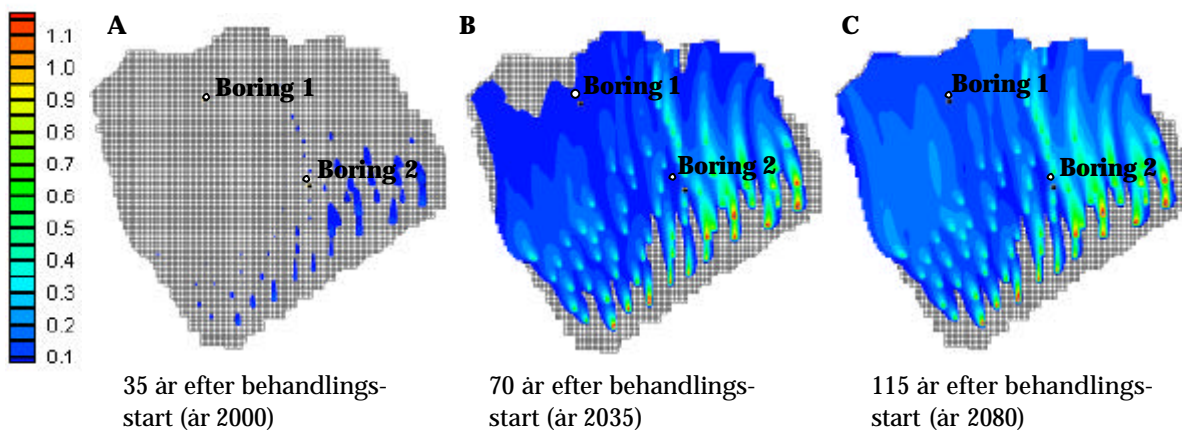 A
B
C
1.1
1.0
0.9
0.8
0.7
0.6
0.5
0.4
0.3
0.2
0.1
Boring 1
Boring 2
Boring 1
Boring 2
Boring 1
Boring 2
35 år efter behandlings-
start (år 2000)
70 år efter behandlings-
start (år 2035)
115 år efter behandlings-
start (år 2080)